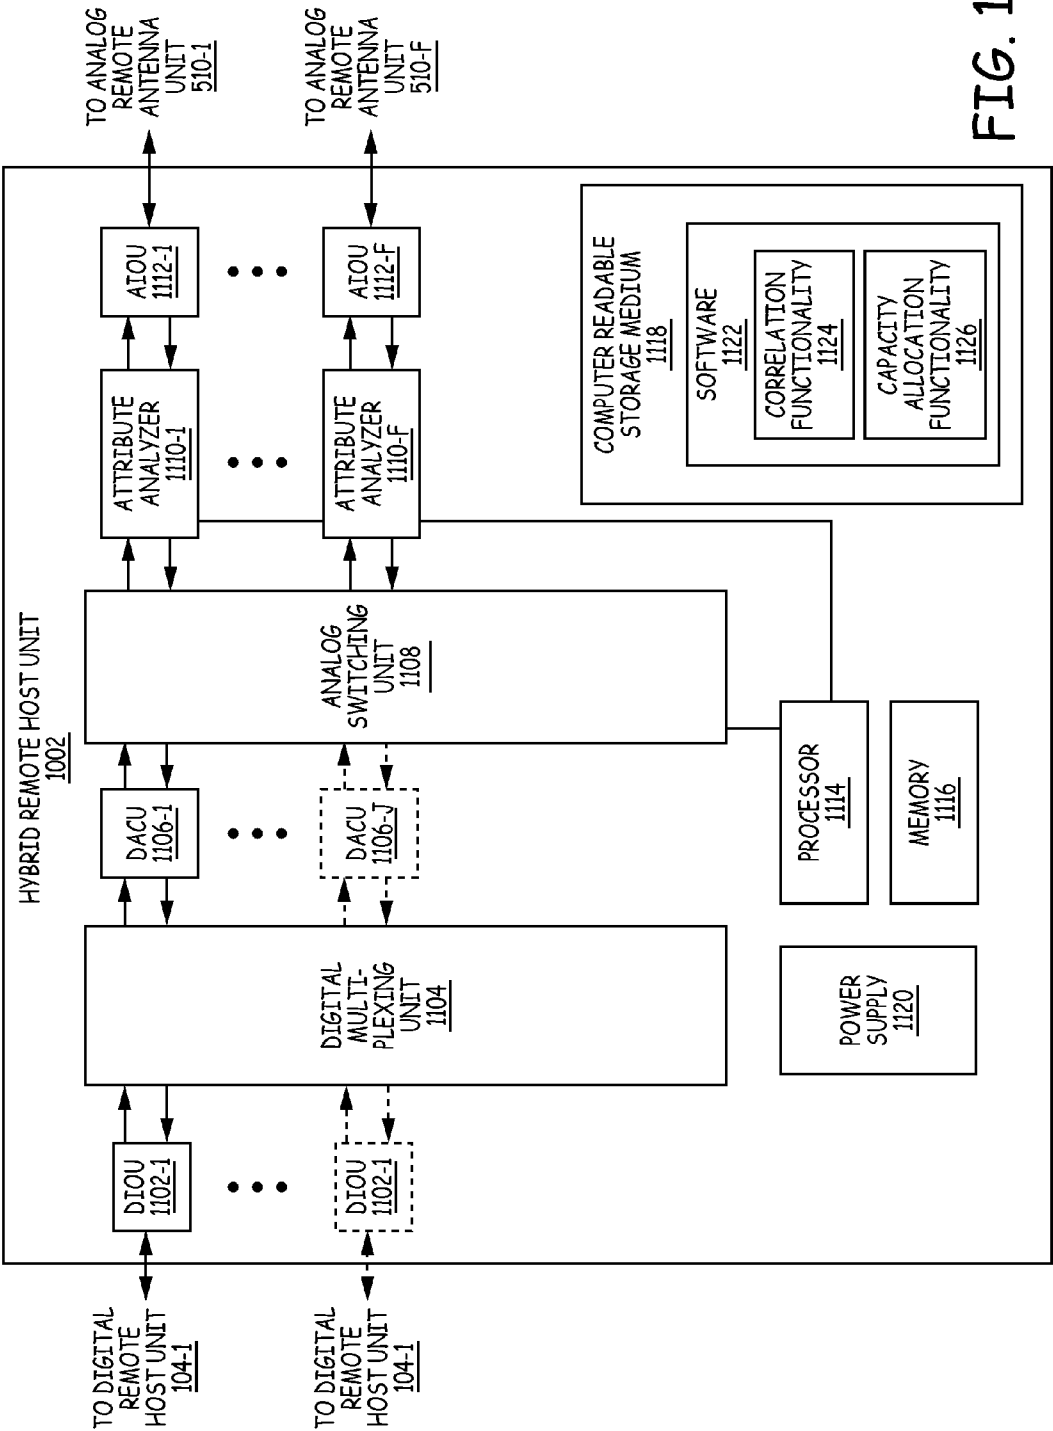 HYBRID REMOTE HOST UNIT
1002
TO DIGITAL
REMOTE
HOST UNIT
104-1
DIOU
1102-1
DIGITAL
MULTI-
PLEXING
UNIT
1104
DACU
1106-1
ANALOG
SWITCHING
UNIT
1108
ATTRIBUTE
ANALYZER
1110-1
AIOU
1112-1
TO ANALOG
REMOTE
ANTENNA
UNIT
510-1
TO DIGITAL
REMOTE
HOST UNIT
104-1
DIOU
1102-1
DACU
1106-J
ATTRIBUTE
ANALYZER
1110-F
AIOU
1112-F
TO ANALOG
REMOTE
ANTENNA
UNIT
510-F
POWER
SUPPLY
1120
PROCESSOR
1114
MEMORY
1116
COMPUTER READABLE
STORAGE MEDIUM
1118
SOFTWARE
1122
CORRELATION
FUNCTIONALITY
1124
CAPACITY
ALLOCATION
FUNCTIONALITY
1126
FIG. 1